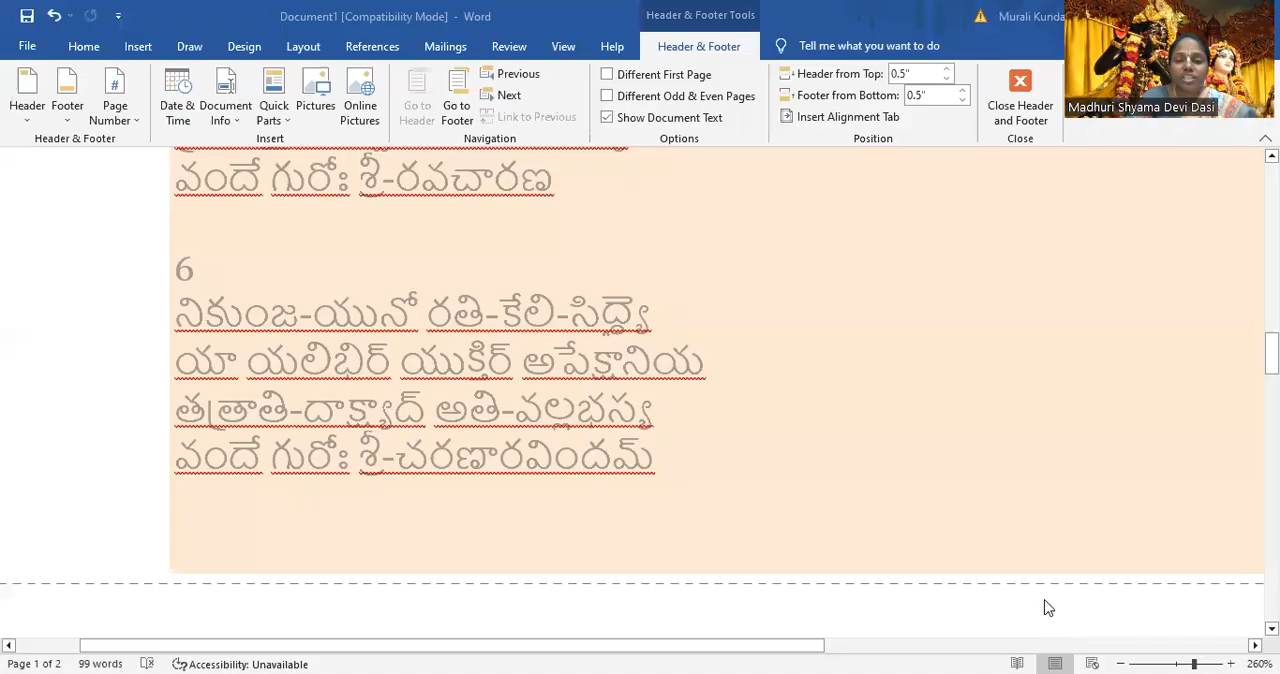 Document1 [Compatibility Mode] - Word
Header & Footer Tools
Murali Kunda
File Home Insert Draw Design Layout References Mailings Review View Help Header & Footer Tell me what you want to do
Header Footer Page Number
Header & Footer
Date & Time Document Info Quick Parts Pictures Online Pictures
Insert
Go to Header Go to Footer Previous Next Link to Previous
Navigation
Different First Page
Different Odd & Even Pages
Show Document Text
Options
Header from Top: 0.5"
Footer from Bottom: 0.5"
Insert Alignment Tab
Position
Close Header and Footer
Close
Madhuri Shyama Devi Dasi
వందే గురోః శ్రీ-రవచారణ
6
నికుంజ-యునో రతి-కేలి-సిద్ధ్యై
యా యలిభిర్ యుక్తిర్ అపేక్షానియ
తత్రాతి-దాక్ష్యాద్ అతి-వల్లభస్య
వందే గురోః శ్రీ-చరణారవిందమ్
Page 1 of 2 99 words Accessibility: Unavailable 260%